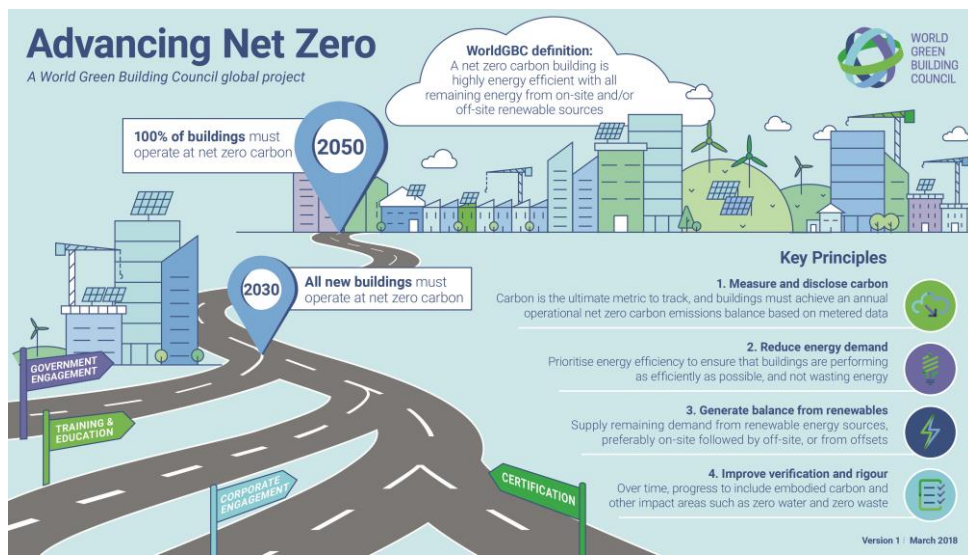 Advancing Net Zero
A World Green Building Council global project
WorldGBC definition:
A net zero carbon building is
highly energy efficient with all
remaining energy from on-site and/or
off-site renewable sources
WORLD
GREEN
BUILDING
COUNCIL
100% of buildings must
operate at net zero carbon
2050
2030
All new buildings must
operate at net zero carbon
GOVERNMENT
ENGAGEMENT
TRAINING &
EDUCATION
CORPORATE
ENGAGEMENT
CERTIFICATION
Key Principles
1. Measure and disclose carbon
Carbon is the ultimate metric to track, and buildings must achieve an annual
operational net zero carbon emissions balance based on metered data
2. Reduce energy demand
Prioritise energy efficiency to ensure that buildings are performing
as efficiently as possible, and not wasting energy
3. Generate balance from renewables
Supply remaining demand from renewable energy sources,
preferably on-site followed by off-site, or from offsets
4. Improve verification and rigour
Over time, progress to include embodied carbon and
other impact areas such as zero water and zero waste
Version 1 | March 2018